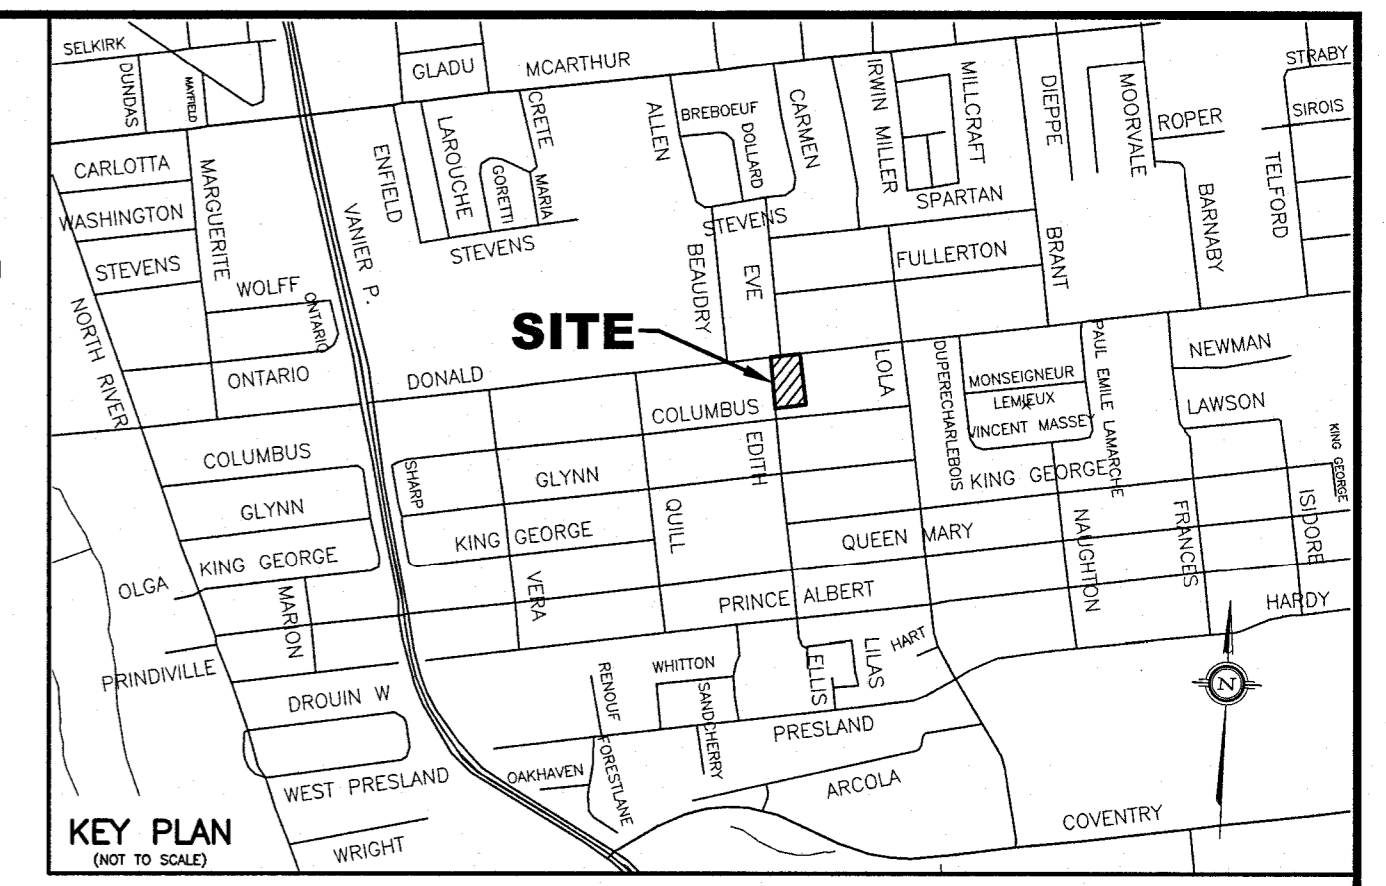 SELKIRK
DUNDAS
MAYFIELD
GLADU
MCARTHUR
CRETE
LAROUCHE
GORETTI
MARIA
ENFIELD
STEVENS
ALLEN
BREBOEUF
DOLLARD
CARMEN
STEVENS
IRWIN MILLER
MILLCRAFT
SPARTAN
DIEPPE
MOORVALE
ROPER
STRABY
SIROIS
TELFORD
BARNABY
CARLOTTA
WASHINGTON
STEVENS
MARGUERITE
WOLFF
ONTARIO
ONTARIO
VANIER P.
NORTH RIVER
BEAUDRY
EVE
FULLERTON
BRANT
SITE
DONALD
COLUMBUS
LOLA
DUPERECHARLEBOIS
MONSEIGNEUR
LEMIEUX
VINCENT MASSEY
PAUL EMILE LAMARCHE
NEWMAN
LAWSON
KING GEORGE
COLUMBUS
GLYNN
KING GEORGE
SHARP
GLYNN
KING GEORGE
EDITH
QUILL
KING GEORGE
QUEEN MARY
NAUGHTON
FRANCES
ISIDORE
OLGA
MARION
VERA
PRINCE ALBERT
HARDY
PRINDIVILLE
DROUIN W
RENOUF
WHITTON
SANDCHERRY
ELLIS
LILAS
HART
N
PRESLAND
WEST PRESLAND
OAKHAVEN
FORESTLANE
ARCOLA
COVENTRY
WRIGHT
KEY PLAN
(NOT TO SCALE)